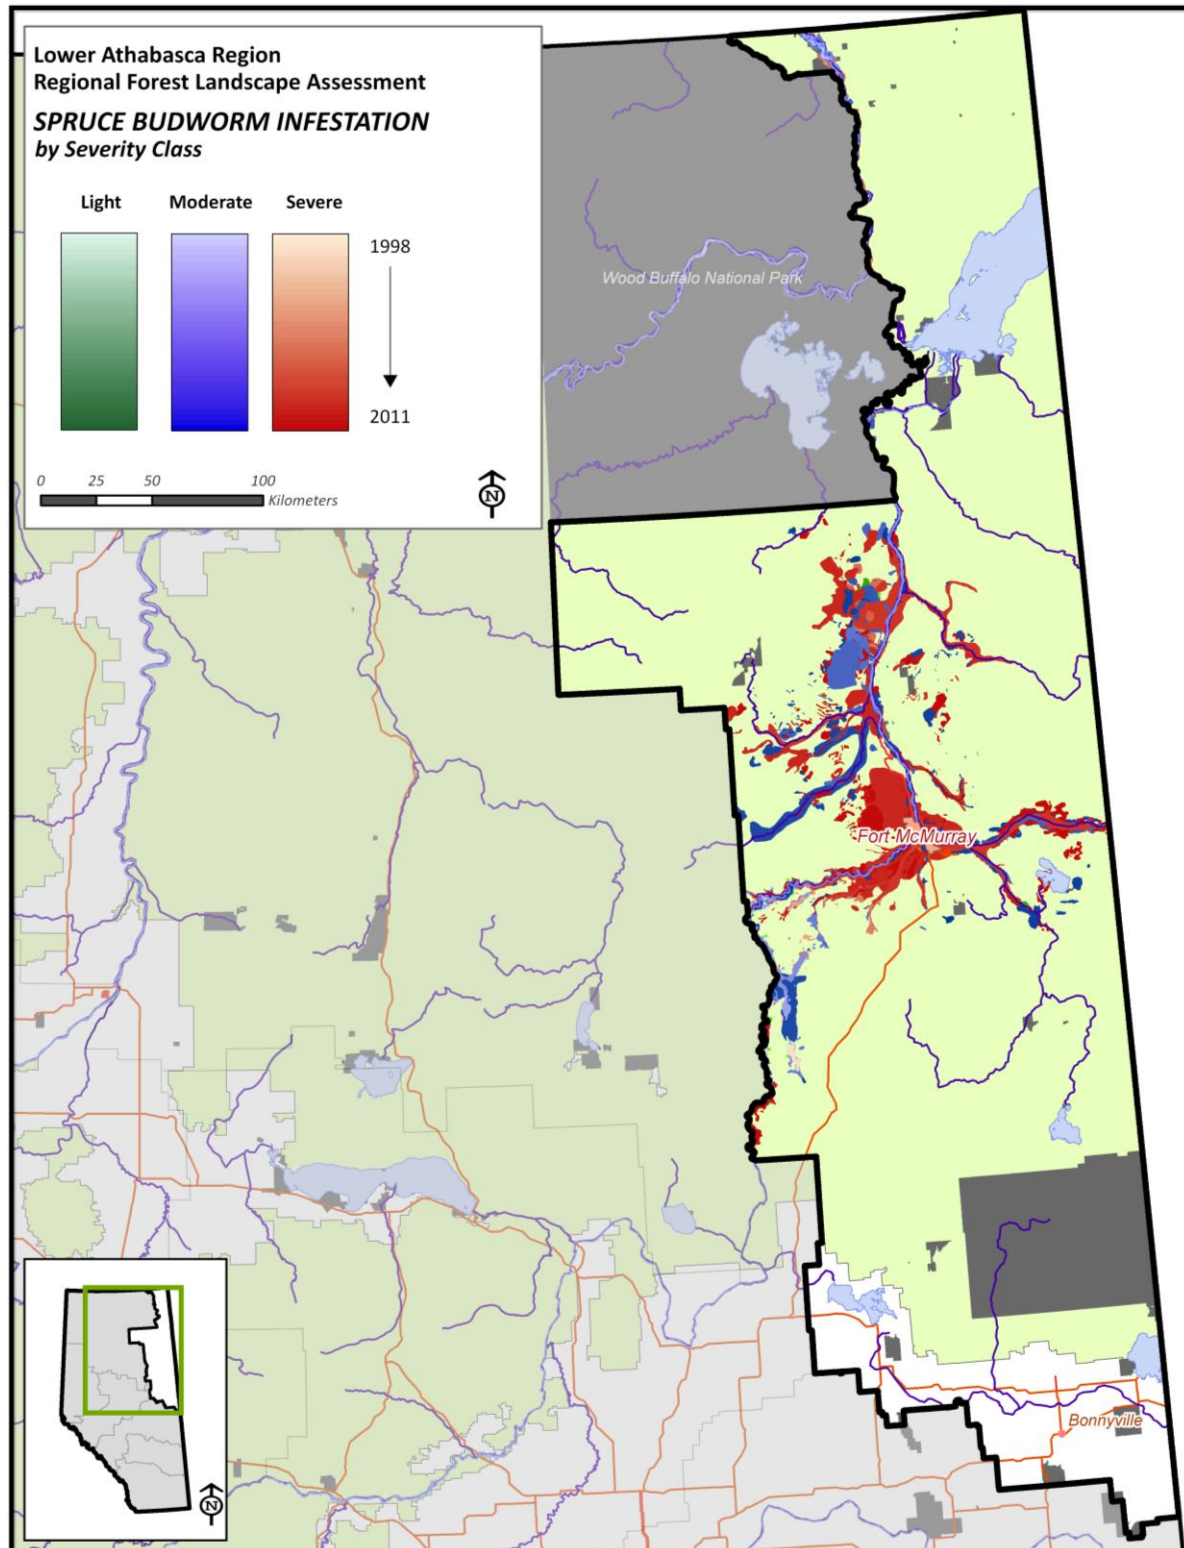 Lower Athabasca Region
Regional Forest Landscape Assessment
SPRUCE BUDWORM INFESTATION
by Severity Class
Light Moderate Severe
1998
2011
0 25 50 100
Kilometers
N
Wood Buffalo National Park
Fort McMurray
Bonnyville
N